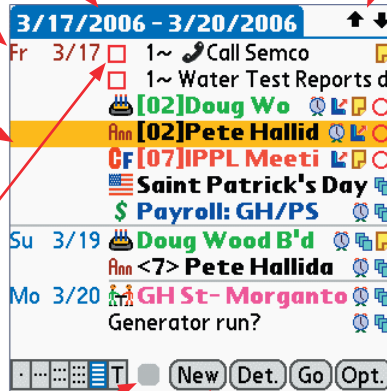 3/17/2006 - 3/20/2006
Fr 3/17 1~ Call Semco
1~ Water Test Reports d
[02]Doug Wo
Ann [02]Pete Hallid
CF [07]IPPL Meeti
Saint Patrick's Day
$ Payroll: GH/PS
Su 3/19 Doug Wood B'd
Ann <7> Pete Hallida
Mo 3/20 GH St- Morganto
Generator run?
T New Det. Go Opt.